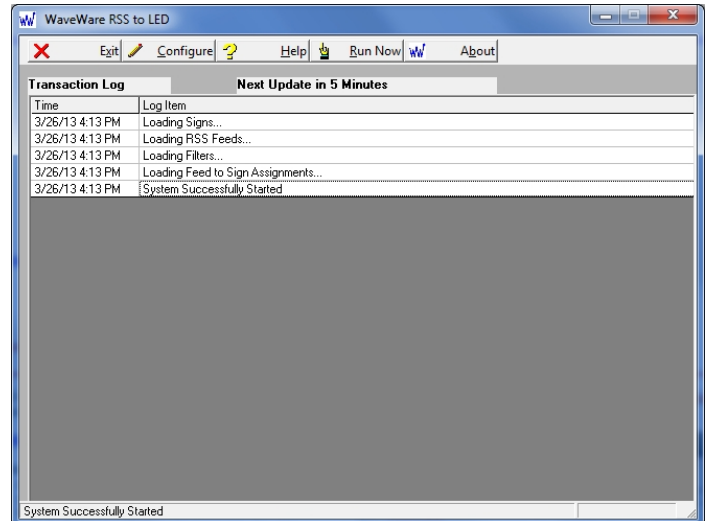 WaveWare RSS to LED
Exit Configure Help Run Now About
Transaction Log Next Update in 5 Minutes
Time Log Item
3/26/13 4:13 PM Loading Signs...
3/26/13 4:13 PM Loading RSS Feeds...
3/26/13 4:13 PM Loading Filters...
3/26/13 4:13 PM Loading Feed to Sign Assignments...
3/26/13 4:13 PM System Successfully Started
System Successfully Started